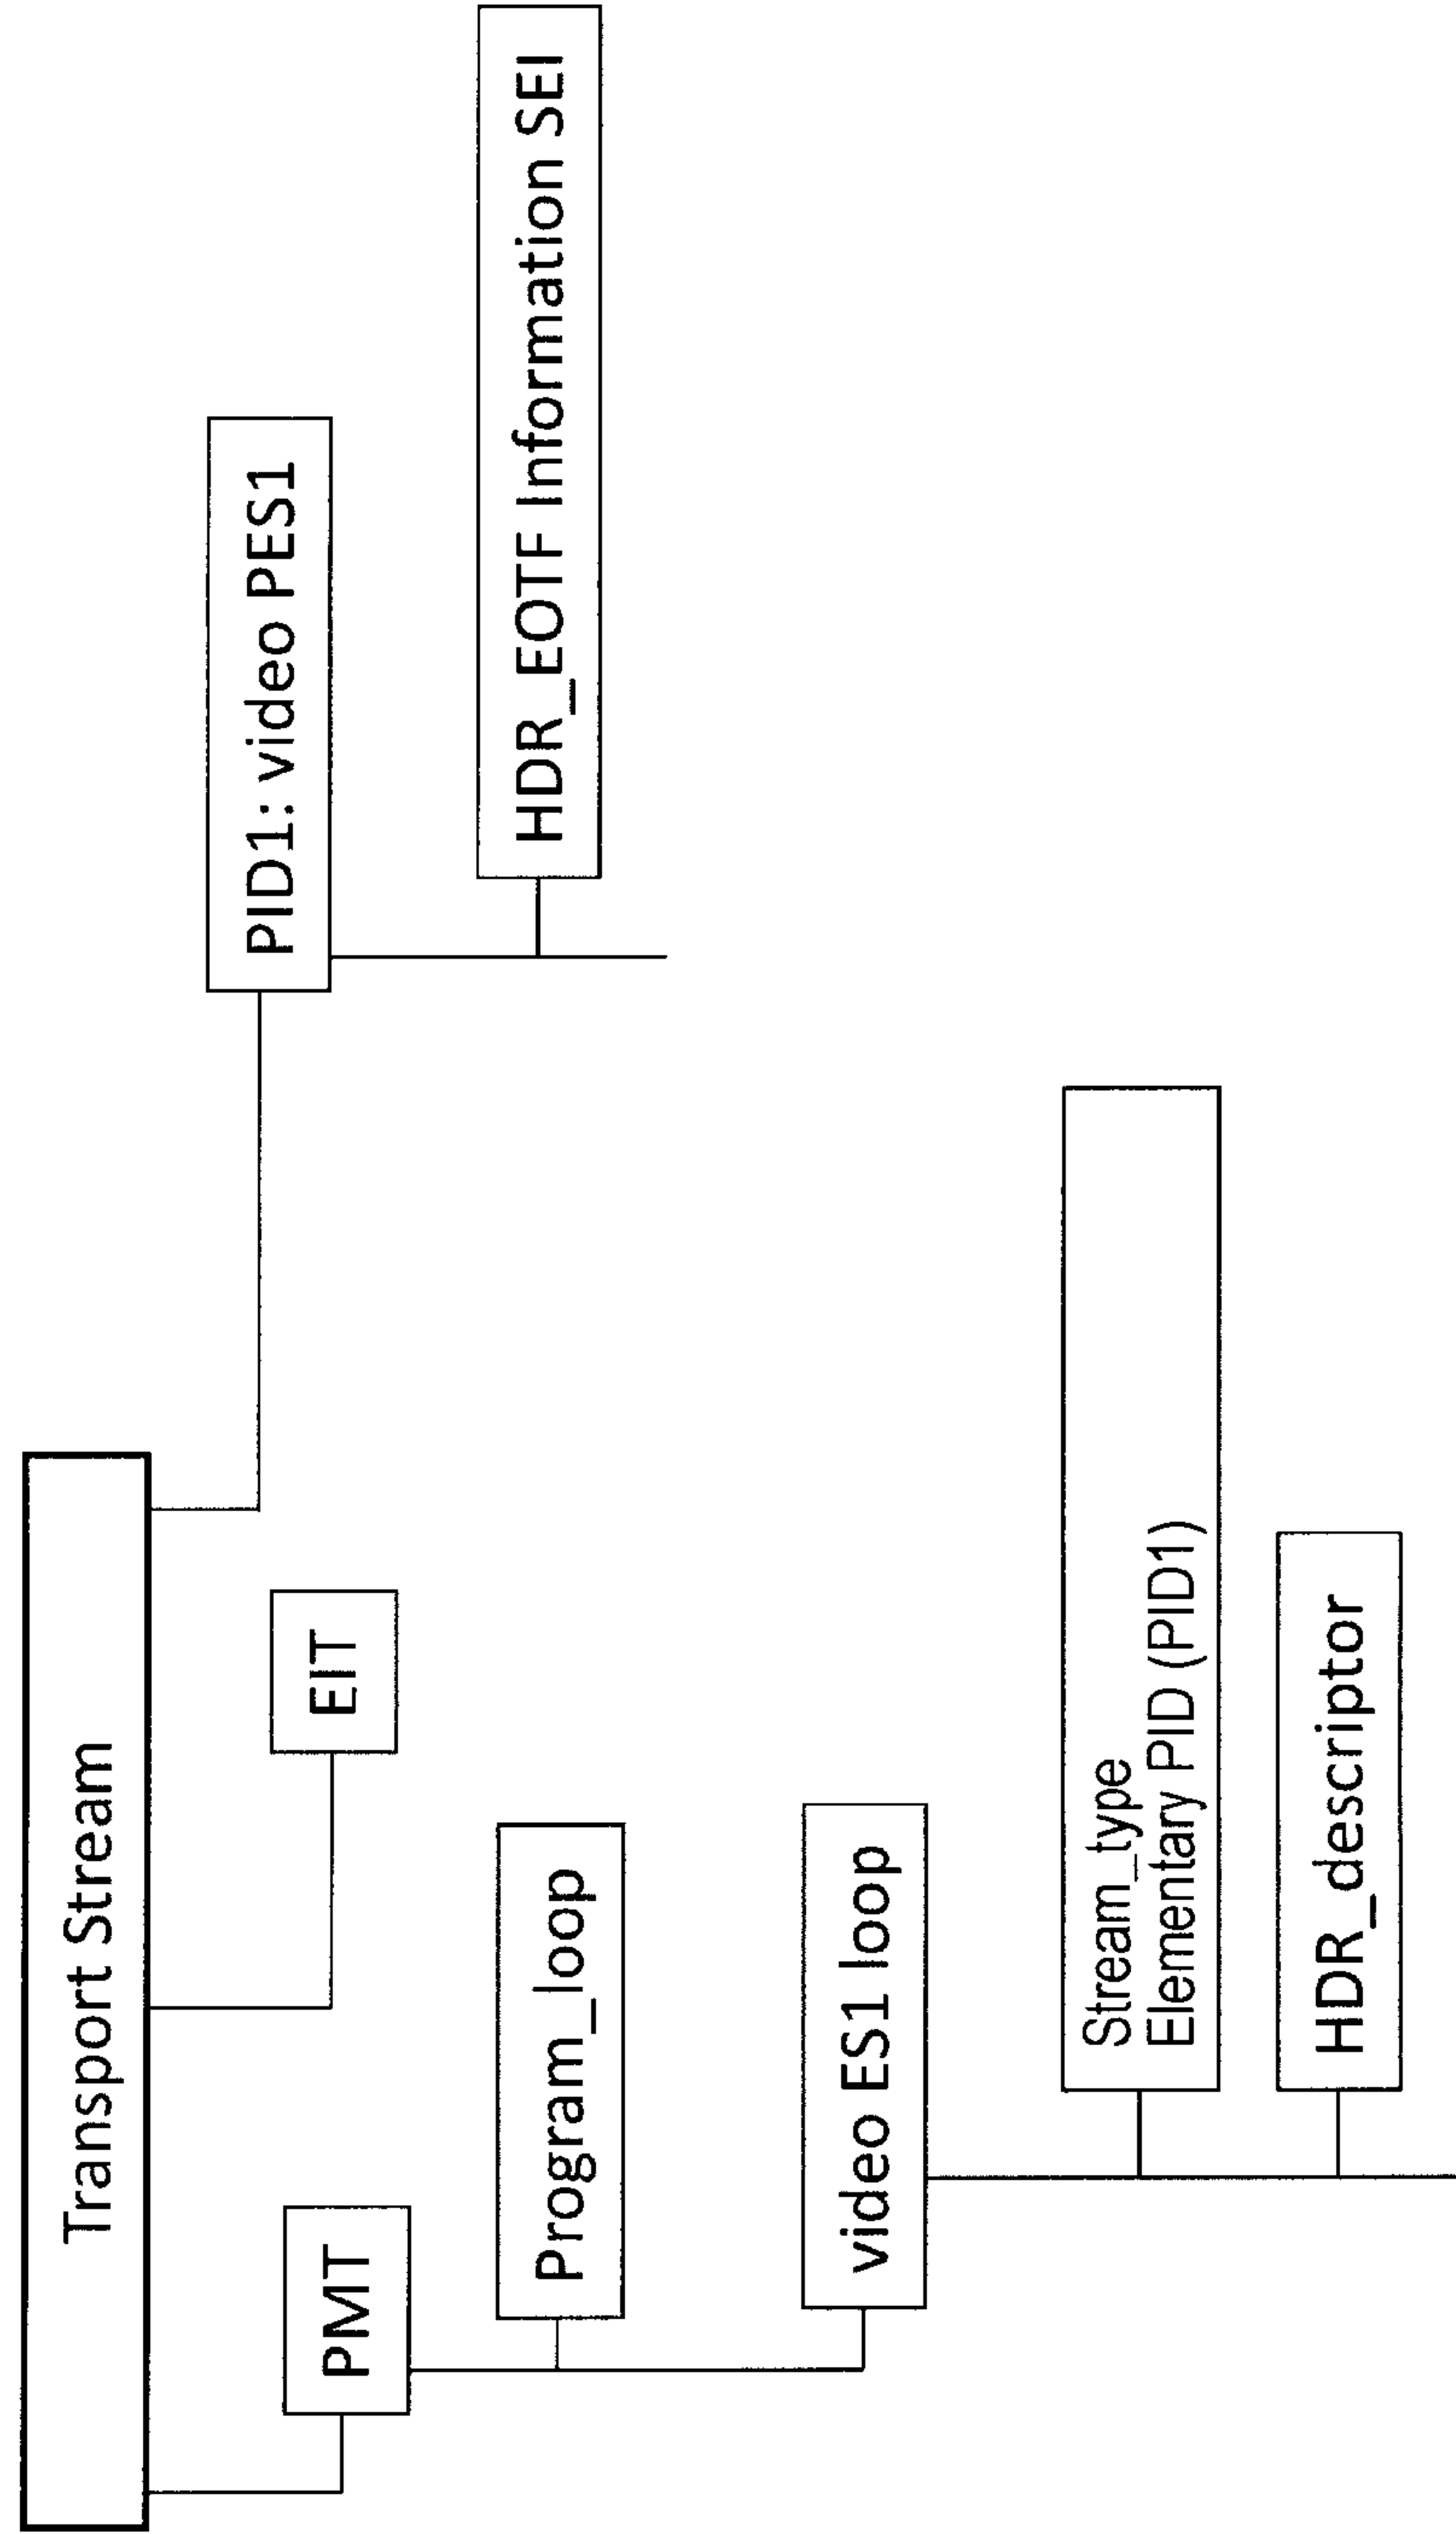 Transport Stream
PID1: video PES1
EIT
PMT
HDR_EOTF Information SEI
Program_loop
video ES1 loop
Stream_type
Elementary PID (PID1)
HDR_descriptor